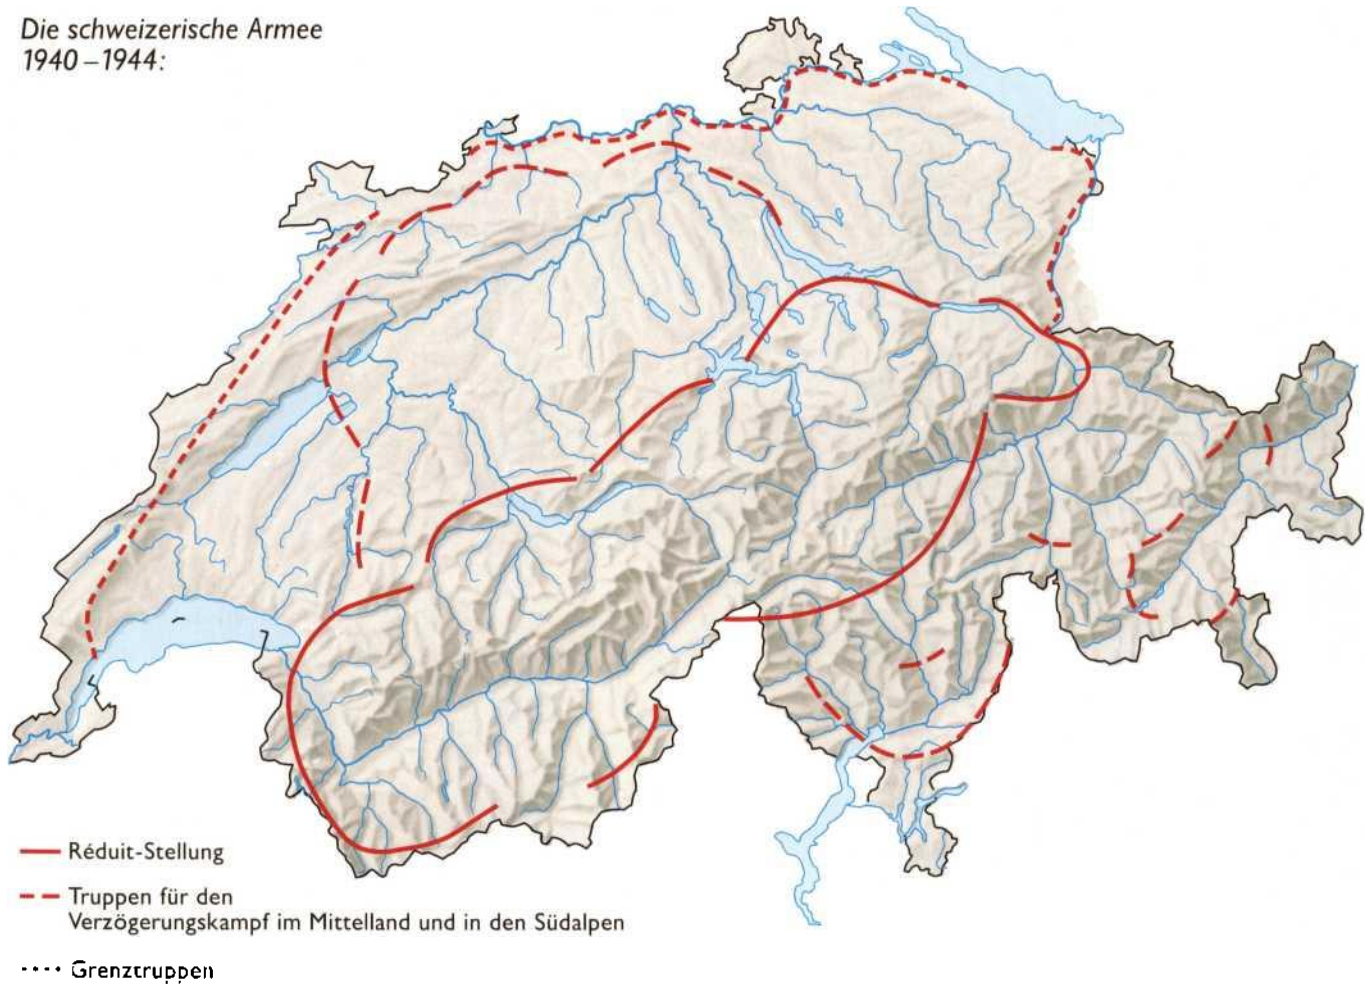 Die schweizerische Armee
1940–1944:
Réduit-Stellung
Truppen für den
Verzögerungskampf im Mittelland und in den Südalpen
Grenztruppen